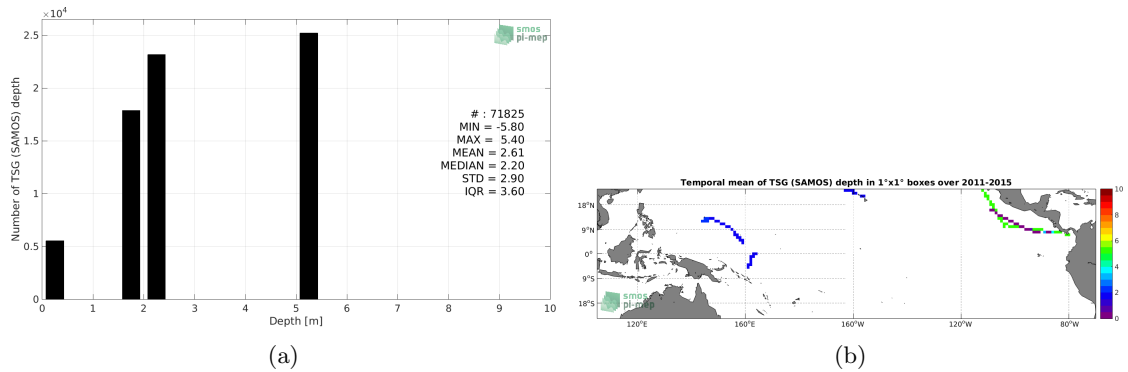 ×10⁴
smos
pi-mep
2.5
2
1.5
1
0.5
0
Number of TSG (SAMOS) depth
# : 71825
MIN = -5.80
MAX = 5.40
MEAN = 2.61
MEDIAN = 2.20
STD = 2.90
IQR = 3.60
0 1 2 3 4 5 6 7 8 9 10
Depth [m]
(a)
Temporal mean of TSG (SAMOS) depth in 1°x1° boxes over 2011-2015
18°N
9°N
0°
9°S
18°S
smos
pi-mep
120°E 160°E 160°W 120°W 80°W
10
8
6
4
2
0
(b)